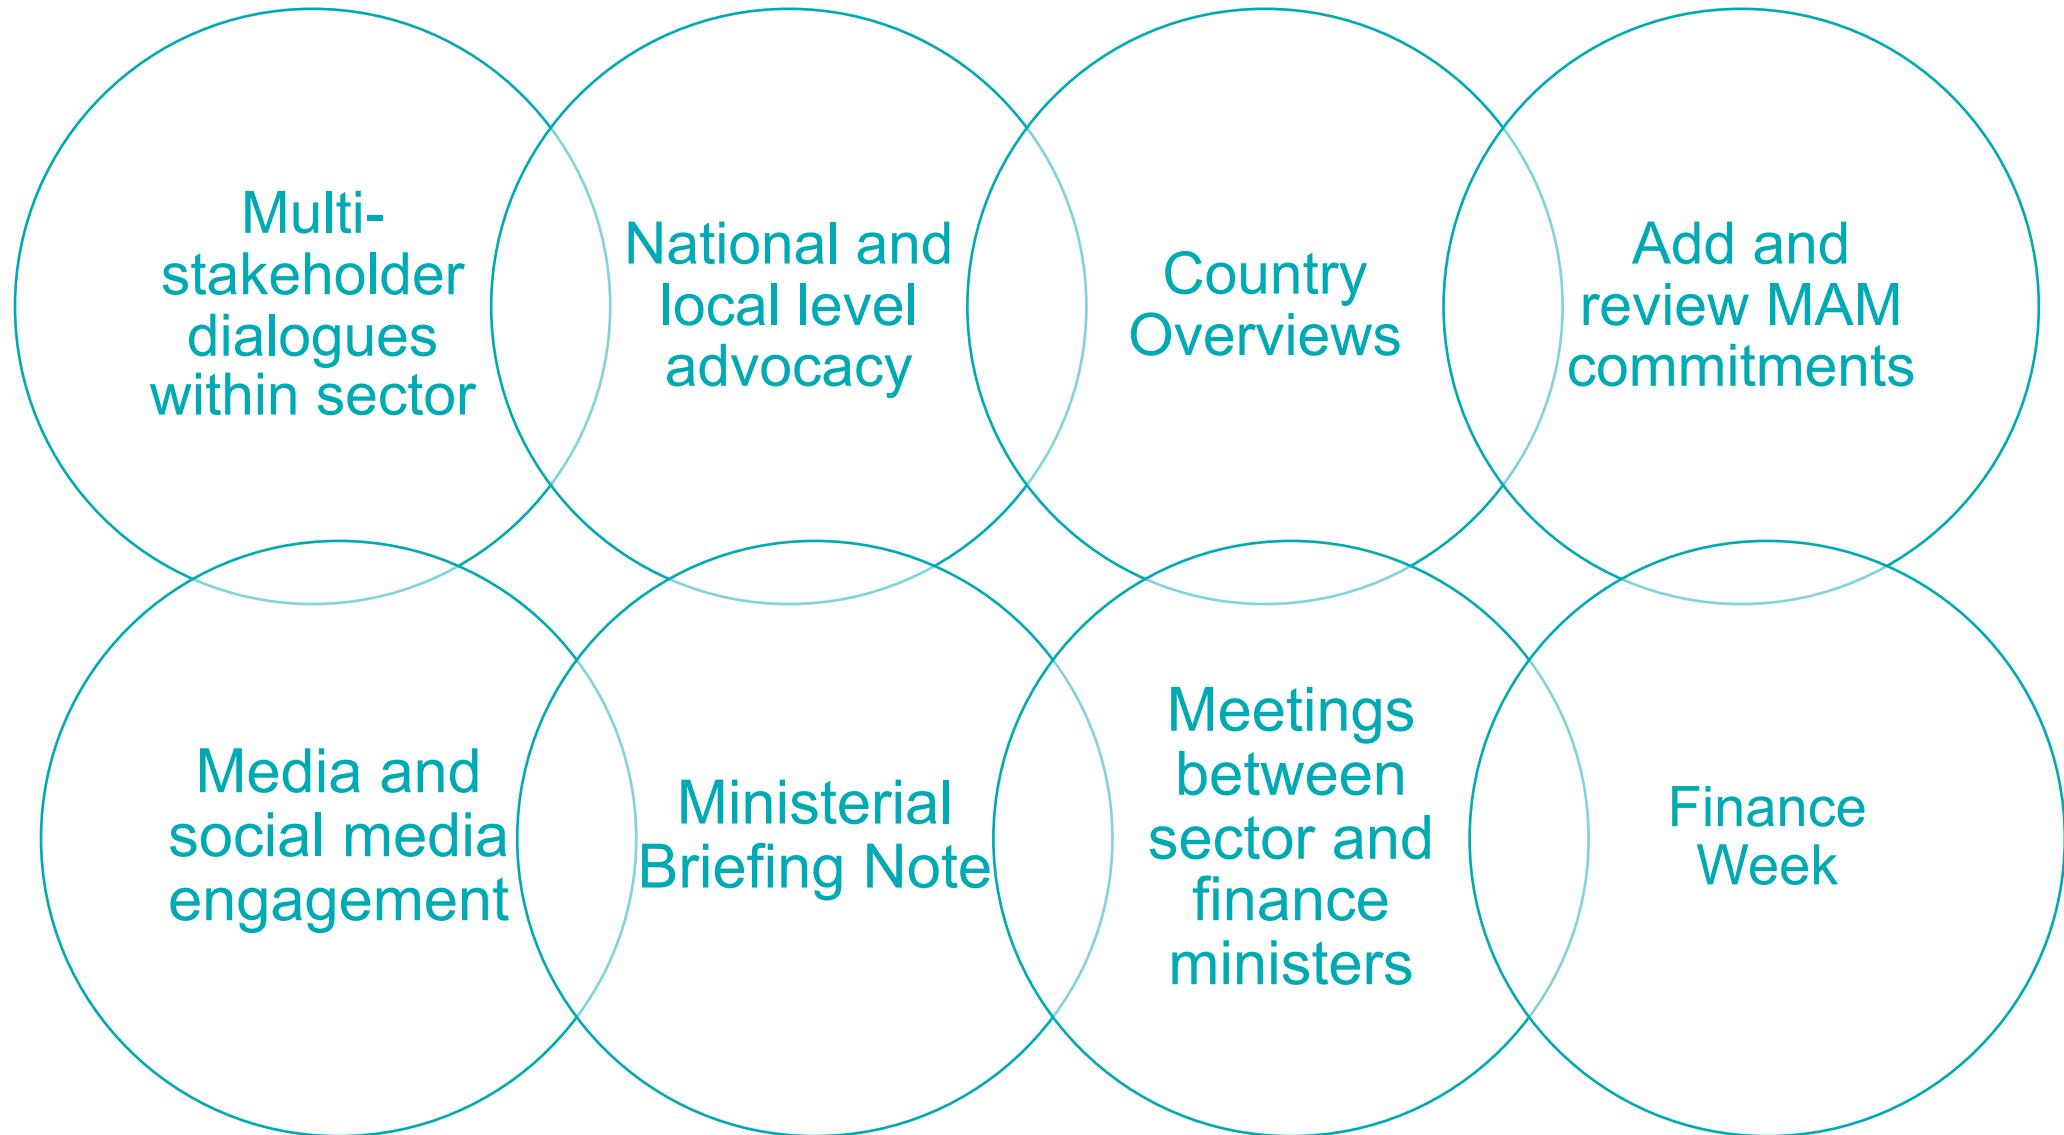 Multi-
stakeholder
dialogues
within sector
National and
local level
advocacy
Country
Overviews
Add and
review MAM
commitments
Media and
social media
engagement
Ministerial
Briefing Note
Meetings
between
sector and
finance
ministers
Finance
Week